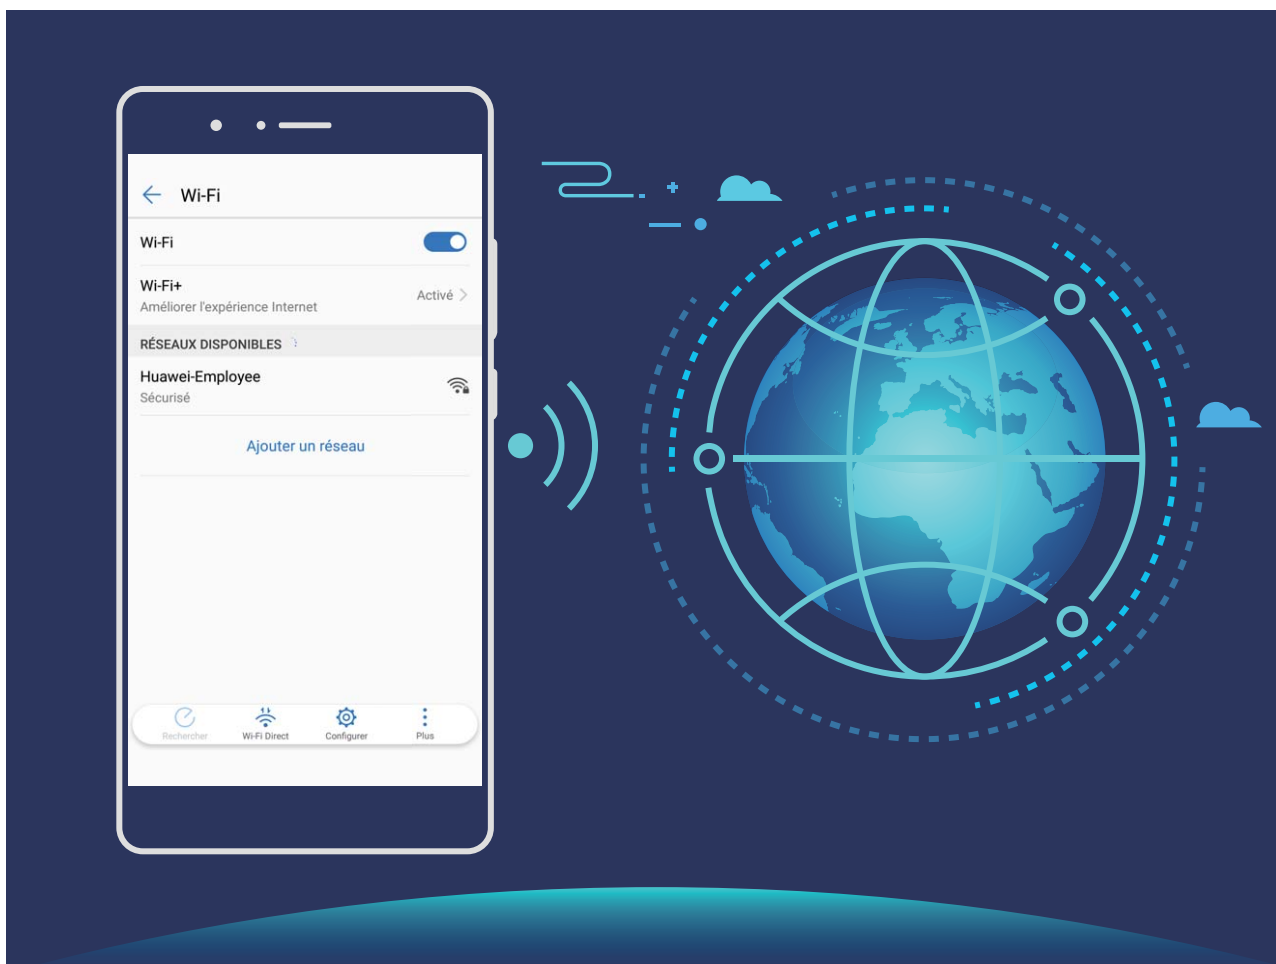 Wi-Fi
Wi-Fi
Wi-Fi+
Améliorer l'expérience Internet
Activé
RÉSEAUX DISPONIBLES
Huawei-Employee
Sécurisé
Ajouter un réseau
Rechercher
Wi-Fi Direct
Configurer
Plus